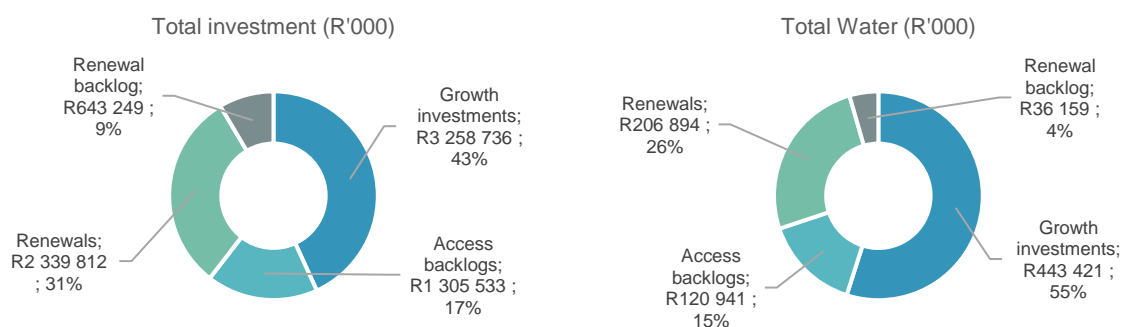 Total investment (R'000)
Renewal
backlog;
R643 249 ;
9%
Growth
investments;
R3 258 736 ;
43%
Renewals;
R2 339 812
; 31%
Access
backlogs;
R1 305 533 ;
17%
Total Water (R'000)
Renewal
backlog;
R36 159 ;
4%
Renewals;
R206 894 ;
26%
Access
backlogs;
R120 941 ;
15%
Growth
investments;
R443 421 ;
55%